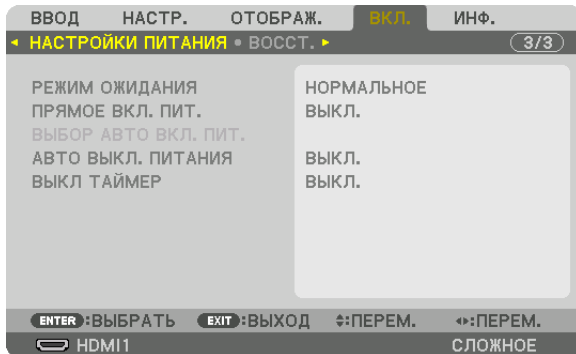 ВВОД НАСТР. ОТОБРАЖ. ВКЛ. ИНФ.
◂ НАСТРОЙКИ ПИТАНИЯ • ВОССТ. ▸ 3/3
РЕЖИМ ОЖИДАНИЯ НОРМАЛЬНОЕ
ПРЯМОЕ ВКЛ. ПИТ. ВЫКЛ.
ВЫБОР АВТО ВКЛ. ПИТ.
АВТО ВЫКЛ. ПИТАНИЯ ВЫКЛ.
ВЫКЛ ТАЙМЕР ВЫКЛ.
ENTER :ВЫБРАТЬ EXIT :ВЫХОД ♦:ПЕРЕМ. ◂▸:ПЕРЕМ.
HDMI1 СЛОЖНОЕ